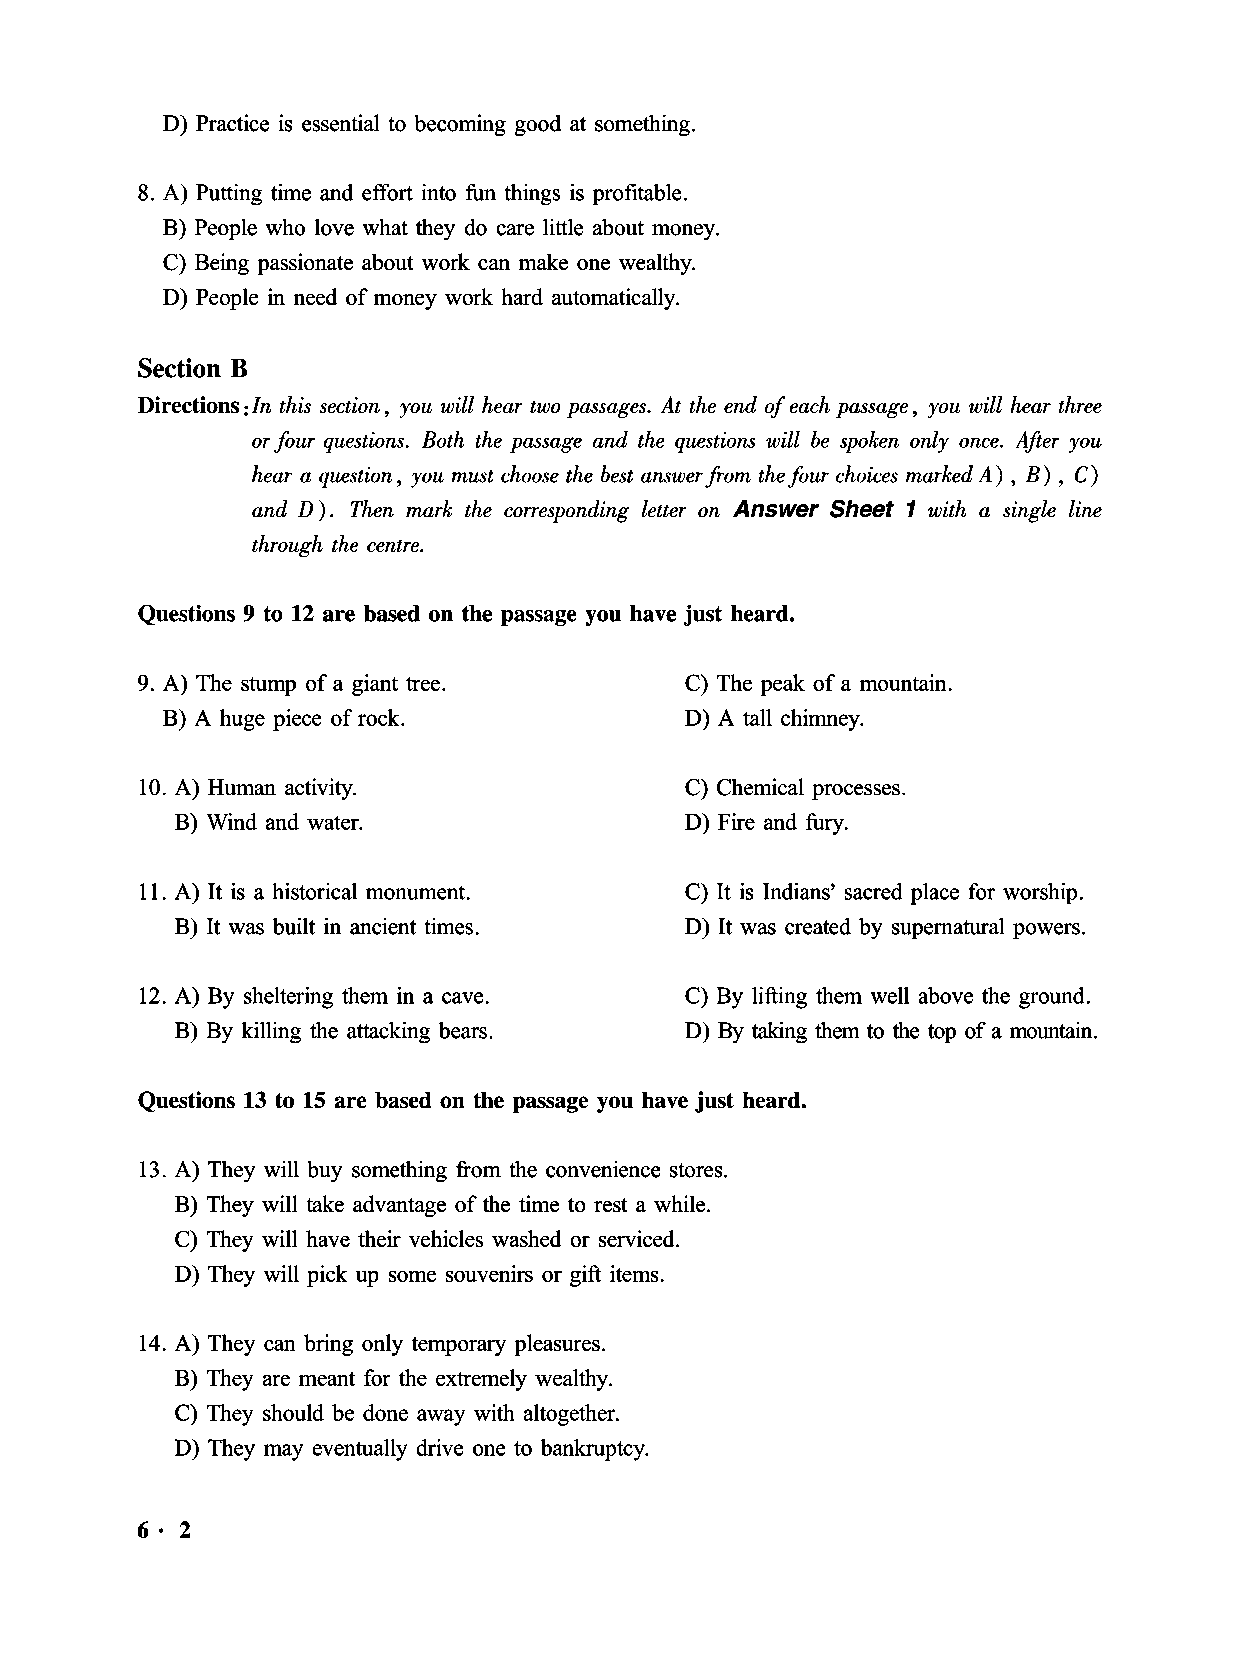 D) Practice is essential to becoming good at something.
8. A) Putting time and effort into fun things is profitable.
B) People who love what they do care little about money.
C) Being passionate about work can make one wealthy.
D) People in need of money work hard automatically.
Section B
Directions: In this section, you will hear two passages. At the end of each passage, you will hear three
or four questions. Both the passage and the questions will be spoken only once. After you
hear a question, you must choose the best answer from the four choices marked A), B), C)
and D). Then mark the corresponding letter on Answer Sheet 1 with a single line
through the centre.
Questions 9 to 12 are based on the passage you have just heard.
9. A) The stump of a giant tree. C) The peak of a mountain.
B) A huge piece of rock. D) A tall chimney.
10. A) Human activity. C) Chemical processes.
B) Wind and water. D) Fire and fury.
11. A) It is a historical monument. C) It is Indians' sacred place for worship.
B) It was built in ancient times. D) It was created by supernatural powers.
12. A) By sheltering them in a cave. C) By lifting them well above the ground.
B) By killing the attacking bears. D) By taking them to the top of a mountain.
Questions 13 to 15 are based on the passage you have just heard.
13. A) They will buy something from the convenience stores.
B) They will take advantage of the time to rest a while.
C) They will have their vehicles washed or serviced.
D) They will pick up some souvenirs or gift items.
14. A) They can bring only temporary pleasures.
B) They are meant for the extremely wealthy.
C) They should be done away with altogether.
D) They may eventually drive one to bankruptcy.
6 · 2